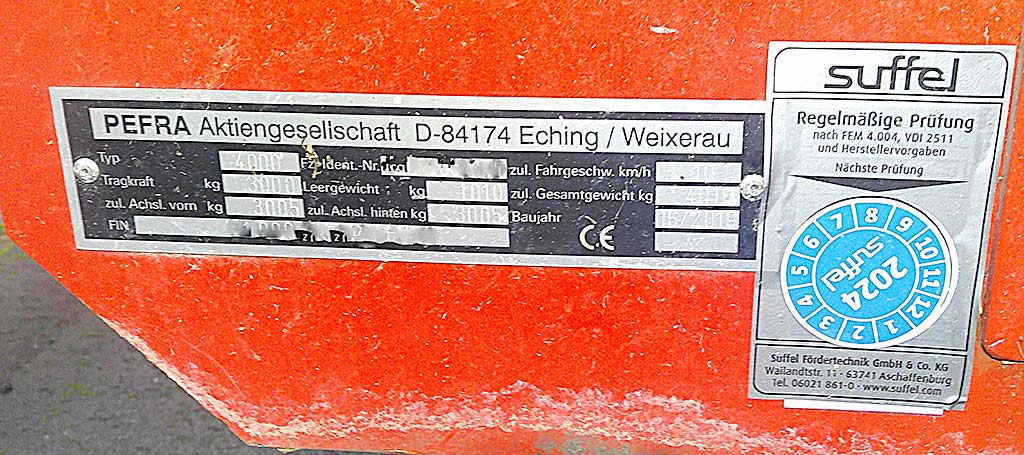 PEFRA Aktiengesellschaft D-84174 Eching / Weixerau
Typ 4.000 Fz.-Ident.-Nr. zul. Fahrgeschw. km/h 10
Tragkraft kg 3000 Leergewicht kg 1010 zul. Gesamtgewicht kg 4010
zul. Achsl. vorn kg 3005 zul. Achsl. hinten kg 3005 Baujahr
FIN CE
suffel
Regelmäßige Prüfung
nach FEM 4.004, VDI 2511
und Herstellervorgaben
Nächste Prüfung
1 2 3 4 5 6 7 8 9 10 11 12
suffel
2024
Suffel Fördertechnik GmbH & Co. KG
Wailandtstr. 11 - 63741 Aschaffenburg
Tel. 06021 861-0 - www.suffel.com